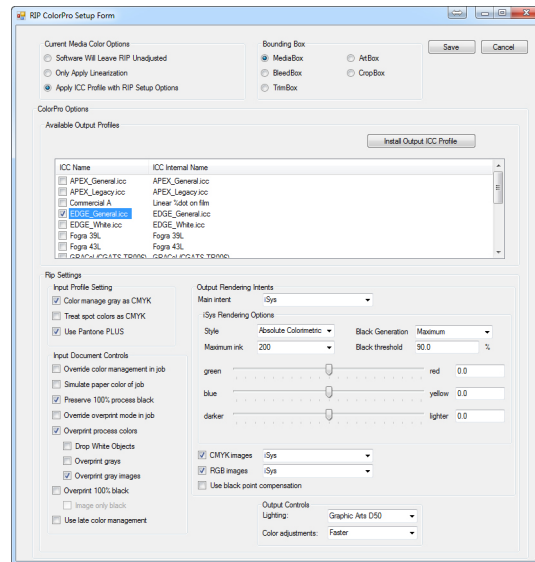 RIP ColorPro Setup Form
Current Media Color Options
Software Will Leave RIP Unadjusted
Only Apply Linearization
Apply ICC Profile with RIP Setup Options
Bounding Box
MediaBox ArtBox
BleedBox CropBox
TrimBox
Save Cancel
ColorPro Options
Available Output Profiles
Install Output ICC Profile
ICC Name ICC Internal Name
APEX_General.icc APEX_General.icc
APEX_Legacy.icc APEX_Legacy.icc
Commercial A Linear %dot on film
EDGE_General.icc EDGE_General.icc
EDGE_White.icc EDGE_White.icc
Fogra 39L Fogra 39L
Fogra 43L Fogra 43L
Rip Settings
Input Profile Setting
Color manage gray as CMYK
Treat spot colors as CMYK
Use Pantone PLUS
Input Document Controls
Override color management in job
Simulate paper color of job
Preserve 100% process black
Override overprint mode in job
Overprint process colors
Drop White Objects
Overprint grays
Overprint gray images
Overprint 100% black
Image only black
Use late color management
Output Rendering Intents
Main intent iSys
iSys Rendering Options
Style Absolute Colorimetric Black Generation Maximum
Maximum ink 200 Black threshold 90.0 %
green red 0.0
blue yellow 0.0
darker lighter 0.0
CMYK images iSys
RGB images iSys
Use black point compensation
Output Controls
Lighting: Graphic Arts D50
Color adjustments: Faster